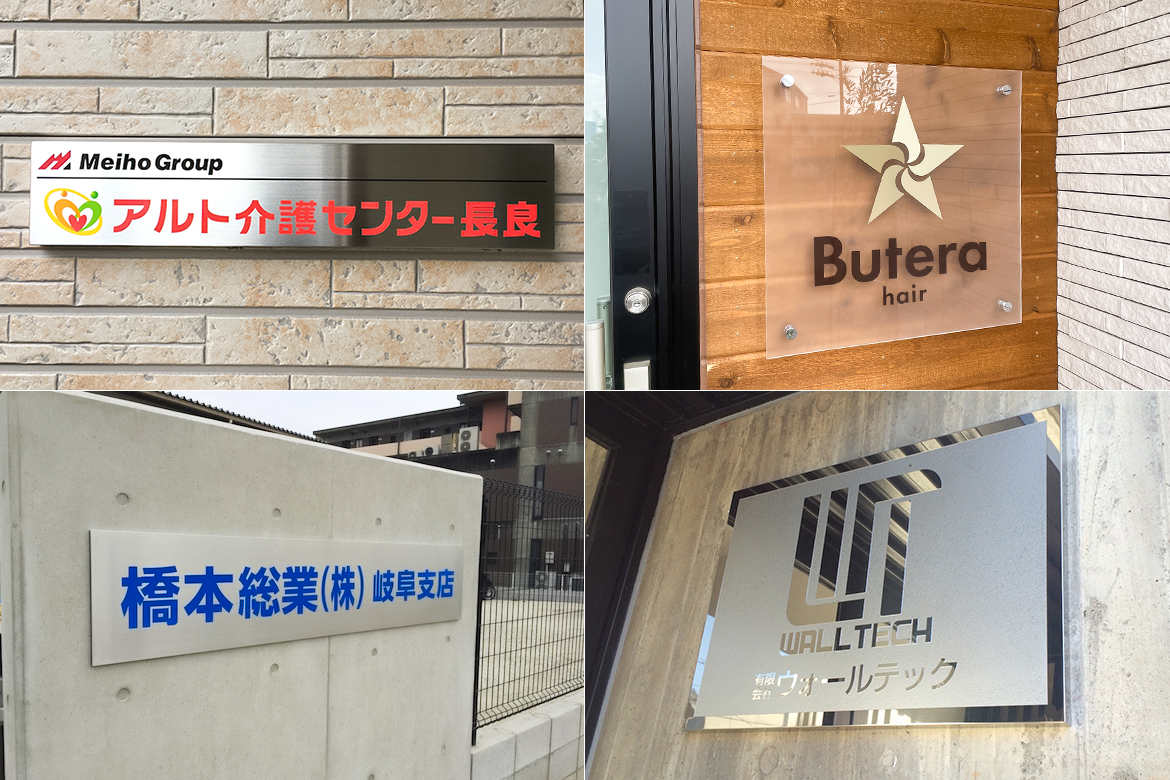 Meiho Group
アルト介護センター長良
Butera
hair
橋本総業(株) 岐阜支店
WALLTECH
有限会社 ウォールテック